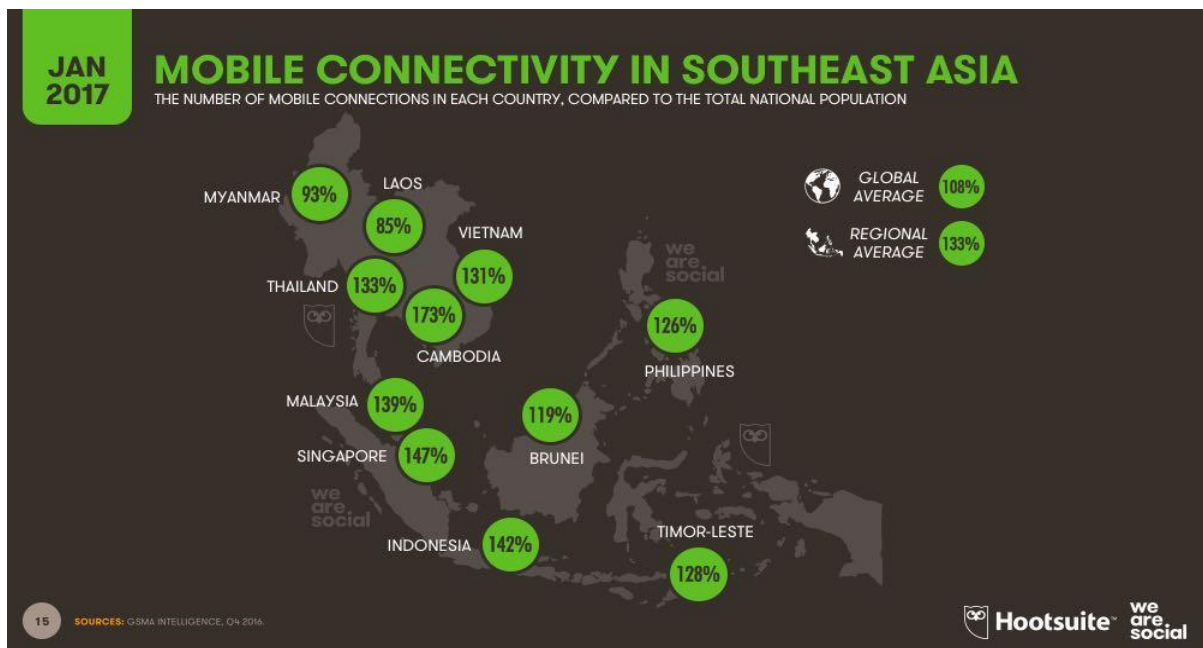 JAN
2017
MOBILE CONNECTIVITY IN SOUTHEAST ASIA
THE NUMBER OF MOBILE CONNECTIONS IN EACH COUNTRY, COMPARED TO THE TOTAL NATIONAL POPULATION
GLOBAL
AVERAGE
108%
REGIONAL
AVERAGE
133%
MYANMAR
93%
LAOS
85%
VIETNAM
131%
THAILAND
133%
173%
CAMBODIA
126%
PHILIPPINES
MALAYSIA
139%
119%
BRUNEI
SINGAPORE
147%
INDONESIA
142%
TIMOR-LESTE
128%
we
are
social
we
are
social
15
SOURCES: GSMA INTELLIGENCE, Q4 2016.
Hootsuite™
we
are
social